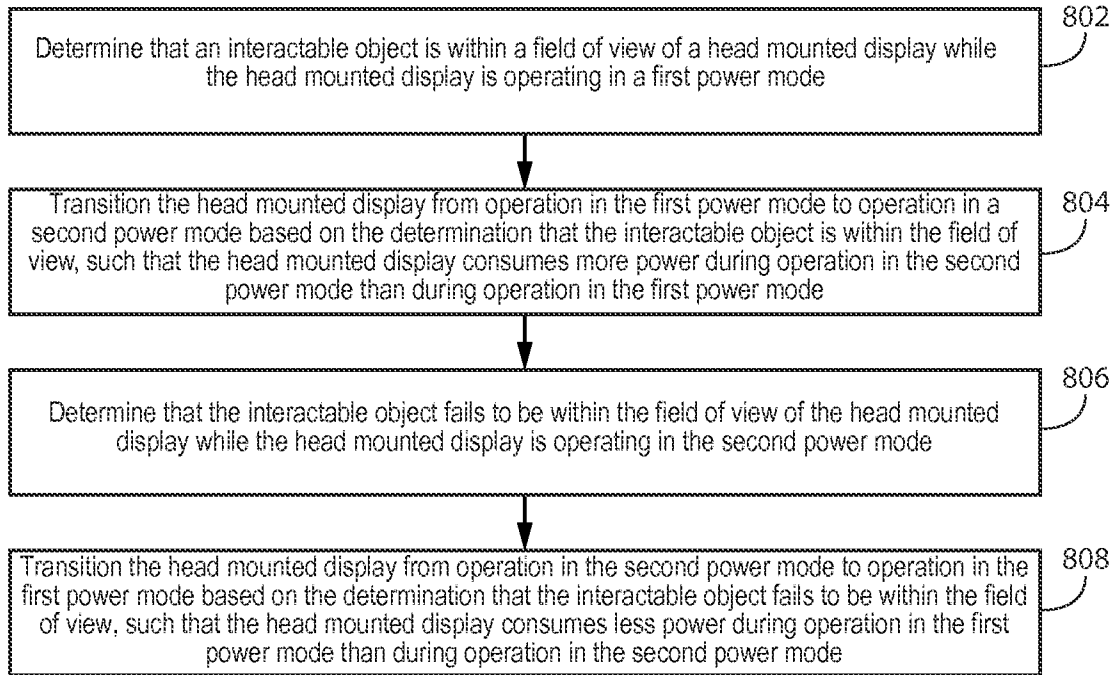 802
Determine that an interactable object is within a field of view of a head mounted display while
the head mounted display is operating in a first power mode
804
Transition the head mounted display from operation in the first power mode to operation in a
second power mode based on the determination that the interactable object is within the field of
view, such that the head mounted display consumes more power during operation in the second
power mode than during operation in the first power mode
806
Determine that the interactable object fails to be within the field of view of the head mounted
display while the head mounted display is operating in the second power mode
808
Transition the head mounted display from operation in the second power mode to operation in the
first power mode based on the determination that the interactable object fails to be within the field
of view, such that the head mounted display consumes less power during operation in the first
power mode than during operation in the second power mode